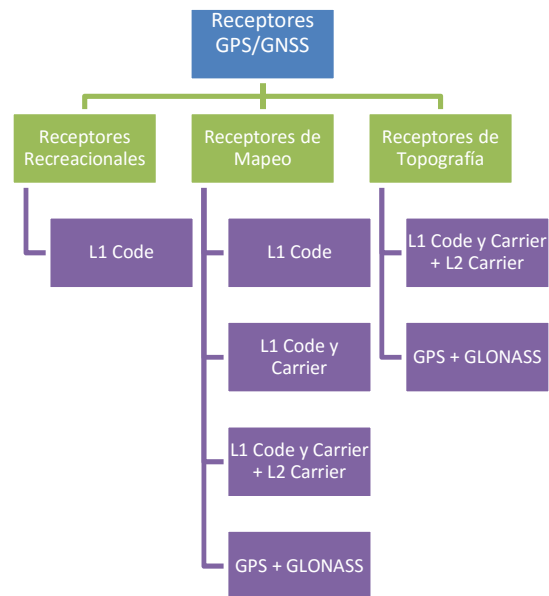 Receptores
GPS/GNSS
Receptores
Recreacionales
L1 Code
Receptores de
Mapeo
L1 Code
L1 Code y
Carrier
L1 Code y Carrier
+ L2 Carrier
GPS + GLONASS
Receptores de
Topografía
L1 Code y Carrier
+ L2 Carrier
GPS + GLONASS